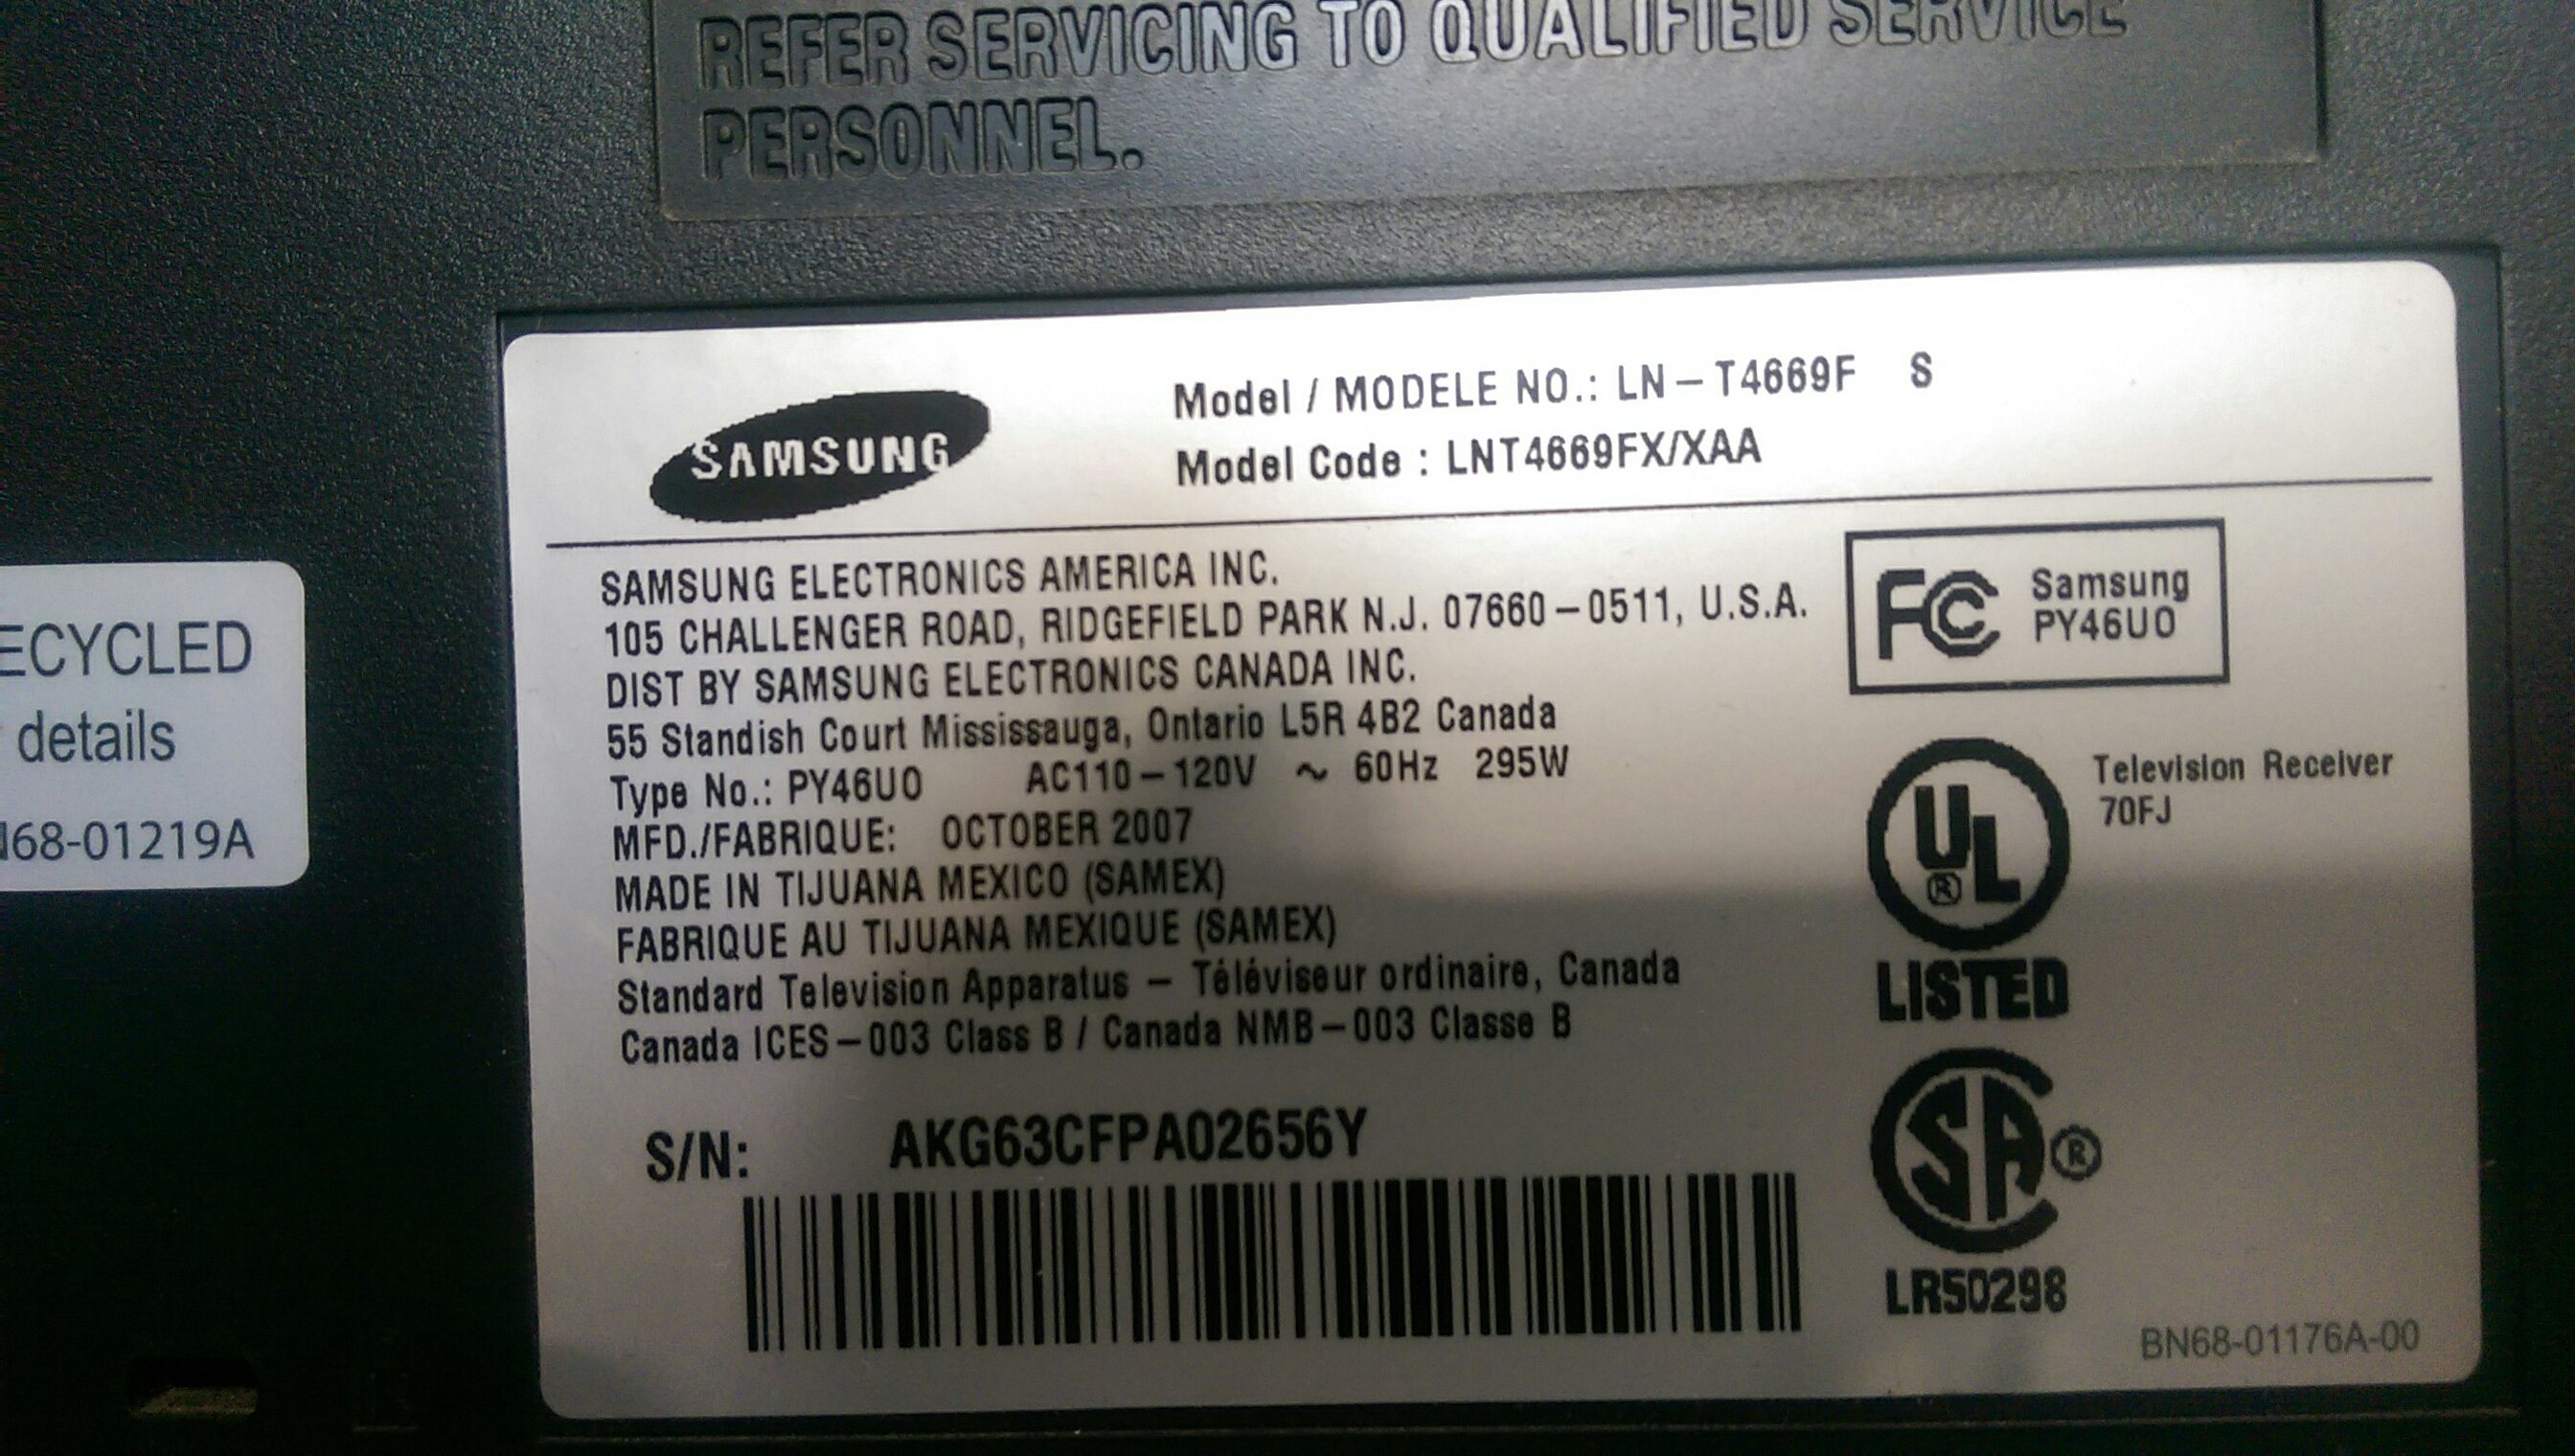 REFER SERVICING TO QUALIFIED SERVICE
PERSONNEL.
SAMSUNG
Model / MODELE NO.: LN-T4669F S
Model Code : LNT4669FX/XAA
SAMSUNG ELECTRONICS AMERICA INC.
105 CHALLENGER ROAD, RIDGEFIELD PARK N.J. 07660-0511, U.S.A.
DIST BY SAMSUNG ELECTRONICS CANADA INC.
55 Standish Court Mississauga, Ontario L5R 4B2 Canada
Type No.: PY46UO AC110-120V ~ 60Hz 295W
MFD./FABRIQUE: OCTOBER 2007
MADE IN TIJUANA MEXICO (SAMEX)
FABRIQUE AU TIJUANA MEXIQUE (SAMEX)
Standard Television Apparatus - Téléviseur ordinaire, Canada
Canada ICES-003 Class B / Canada NMB-003 Classe B
S/N: AKG63CFPA02656Y
FC Samsung
PY46UO
UL ®
Television Receiver
70FJ
LISTED
SA ®
LR50298
BN68-01176A-00
ECYCLED
details
N68-01219A